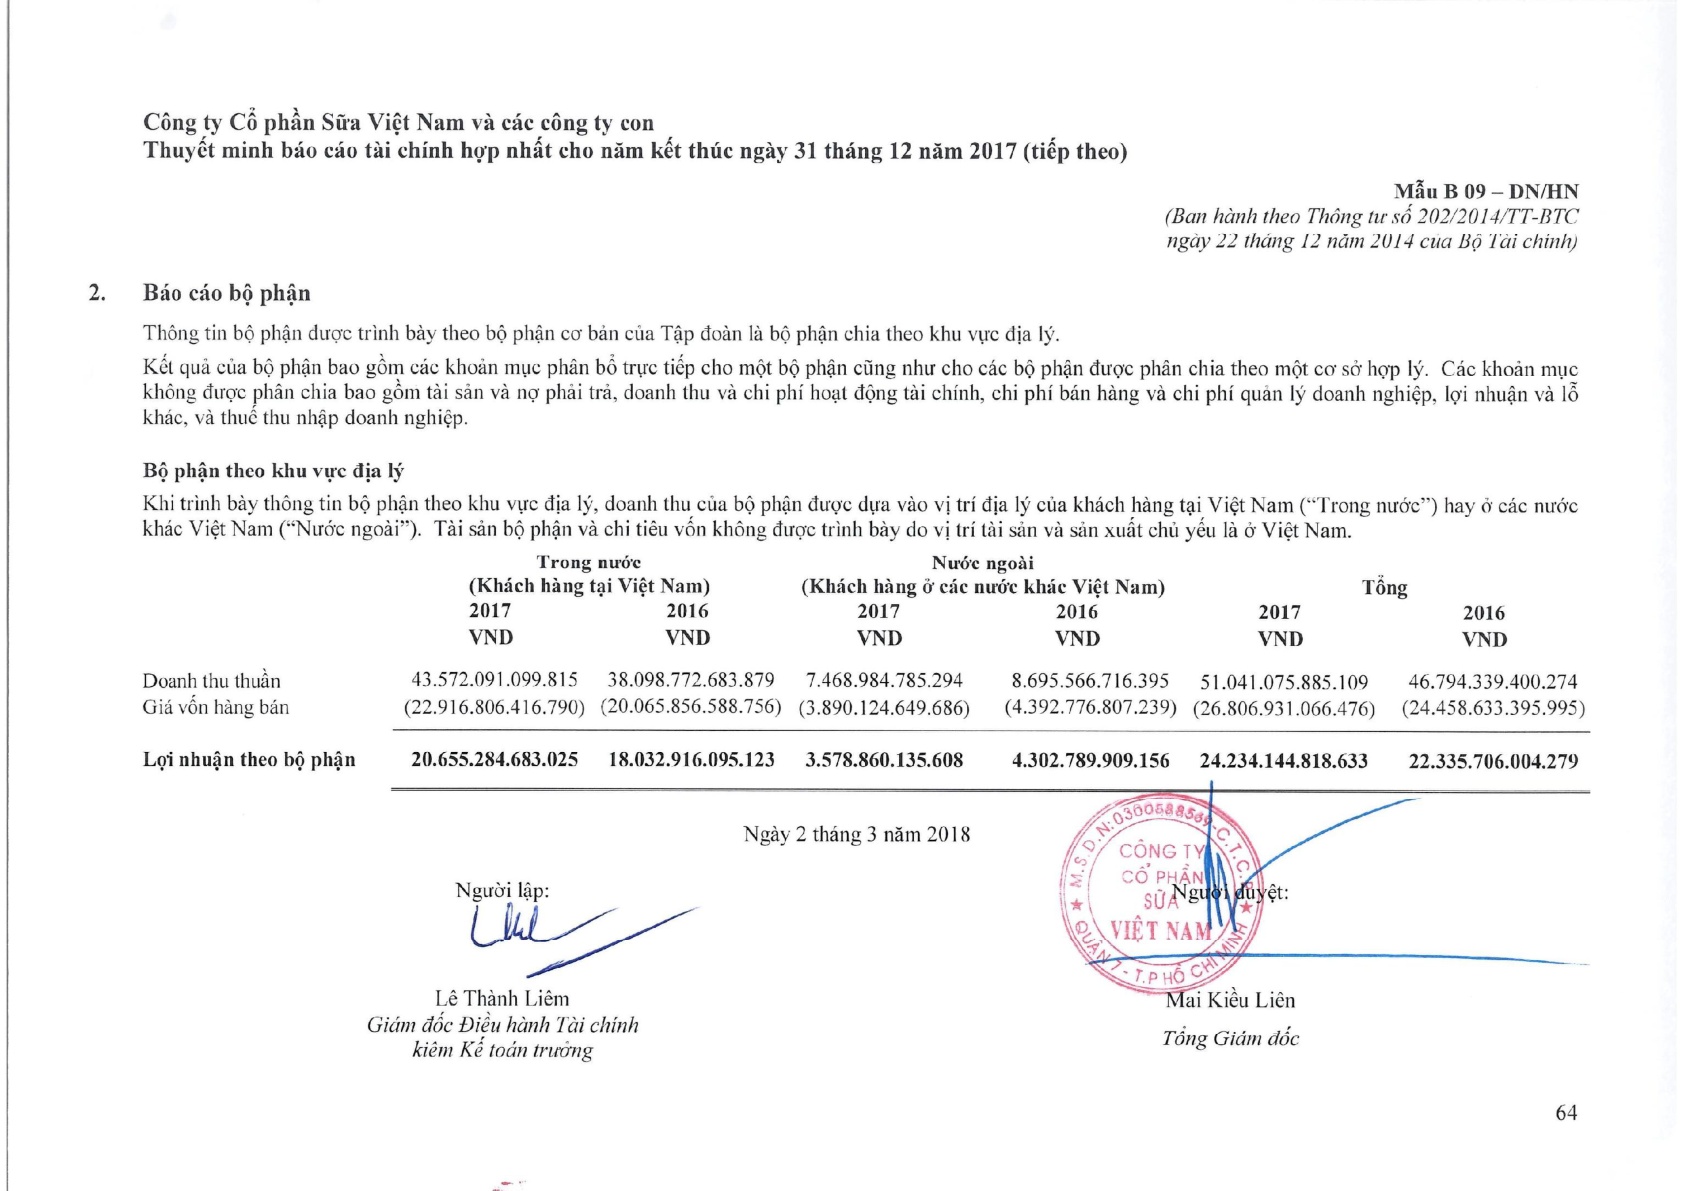 Công ty Cổ phần Sữa Việt Nam và các công ty con
Thuyết minh báo cáo tài chính hợp nhất cho năm kết thúc ngày 31 tháng 12 năm 2017 (tiếp theo)
Mẫu B 09 – DN/HN
(Ban hành theo Thông tư số 202/2014/TT-BTC
ngày 22 tháng 12 năm 2014 của Bộ Tài chính)
2. Báo cáo bộ phận
Thông tin bộ phận được trình bày theo bộ phận cơ bản của Tập đoàn là bộ phận chia theo khu vực địa lý.
Kết quả của bộ phận bao gồm các khoản mục phân bổ trực tiếp cho một bộ phận cũng như cho các bộ phận được phân chia theo một cơ sở hợp lý. Các khoản mục
không được phân chia bao gồm tài sản và nợ phải trả, doanh thu và chi phí hoạt động tài chính, chi phí bán hàng và chi phí quản lý doanh nghiệp, lợi nhuận và lỗ
khác, và thuế thu nhập doanh nghiệp.
Bộ phận theo khu vực địa lý
Khi trình bày thông tin bộ phận theo khu vực địa lý, doanh thu của bộ phận được dựa vào vị trí địa lý của khách hàng tại Việt Nam (“Trong nước”) hay ở các nước
khác Việt Nam (“Nước ngoài”). Tài sản bộ phận và chi tiêu vốn không được trình bày do vị trí tài sản và sản xuất chủ yếu là ở Việt Nam.
Trong nước Nước ngoài
(Khách hàng tại Việt Nam) (Khách hàng ở các nước khác Việt Nam) Tổng
2017 2016 2017 2016 2017 2016
VND VND VND VND VND VND
Doanh thu thuần 43.572.091.099.815 38.098.772.683.879 7.468.984.785.294 8.695.566.716.395 51.041.075.885.109 46.794.339.400.274
Giá vốn hàng bán (22.916.806.416.790) (20.065.856.588.756) (3.890.124.649.686) (4.392.776.807.239) (26.806.931.066.476) (24.458.633.395.995)
Lợi nhuận theo bộ phận 20.655.284.683.025 18.032.916.095.123 3.578.860.135.608 4.302.789.909.156 24.234.144.818.633 22.335.706.004.279
Ngày 2 tháng 3 năm 2018
M.S.D.N:0300588569-C.T.C.P
CÔNG TY
CỔ PHẦN
SỮA
VIỆT NAM
QUẬN 7 - T.P HỒ CHÍ MINH
Người lập: Người duyệt:
Lê Thành Liêm Mai Kiều Liên
Giám đốc Điều hành Tài chính Tổng Giám đốc
kiêm Kế toán trưởng
64